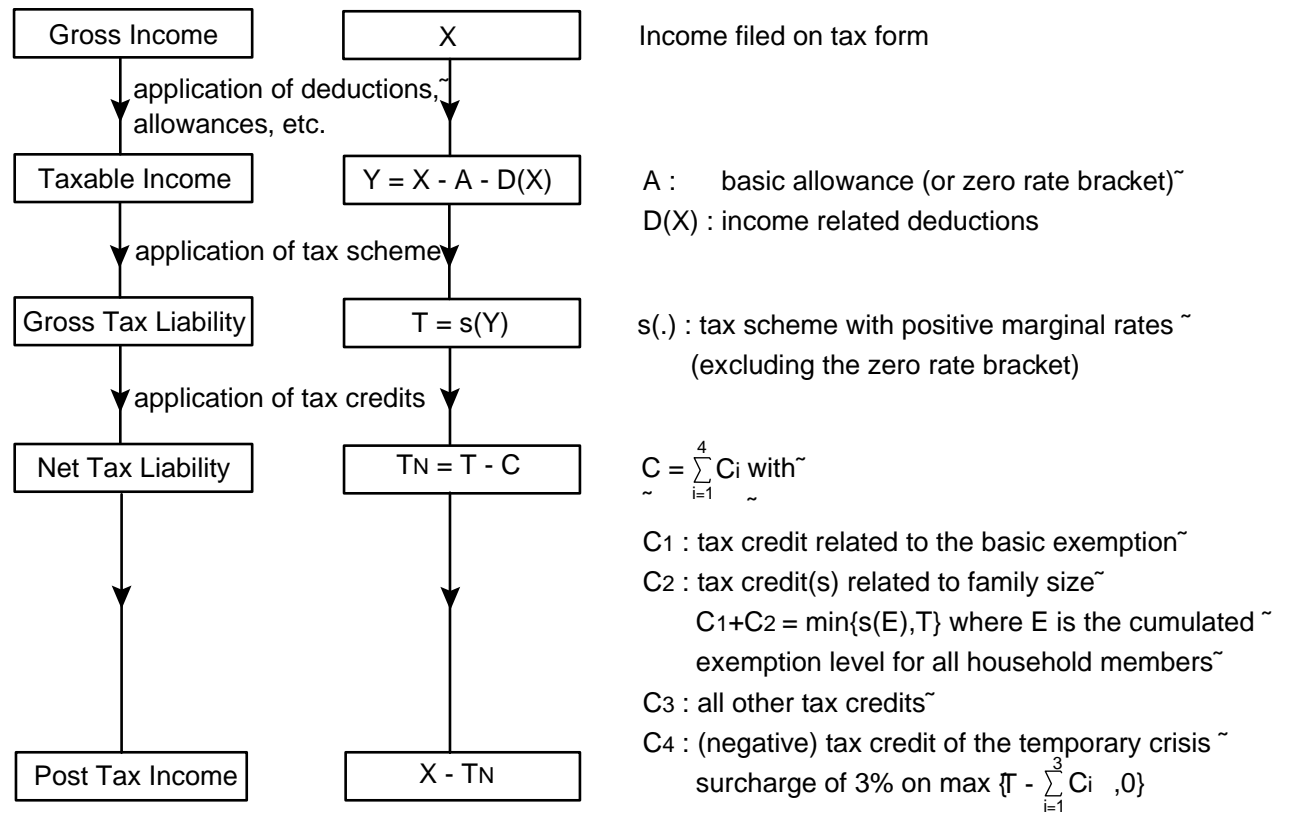 Gross Income X Income filed on tax form
application of deductions,˜
allowances, etc.
Taxable Income Y = X - A - D(X) A : basic allowance (or zero rate bracket)˜
D(X) : income related deductions
application of tax scheme
Gross Tax Liability T = s(Y) s(.) : tax scheme with positive marginal rates ˜
(excluding the zero rate bracket)
application of tax credits
Net Tax Liability TN = T - C C = ∑ i=1 4 Ci with˜
˜ ˜
C1 : tax credit related to the basic exemption˜
C2 : tax credit(s) related to family size˜
C1+C2 = min{s(E),T} where E is the cumulated ˜
exemption level for all household members˜
C3 : all other tax credits˜
C4 : (negative) tax credit of the temporary crisis ˜
Post Tax Income X - TN surcharge of 3% on max {T - ∑ i=1 3 Ci ,0}